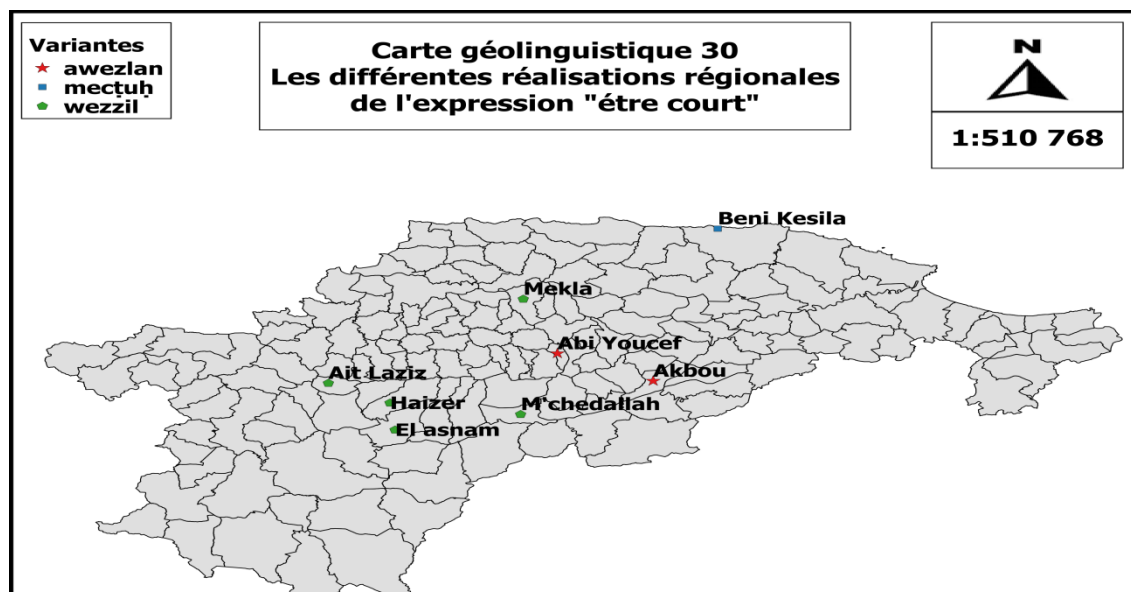 Variantes
awezlan
mecṭuḥ
wezzil
Carte géolinguistique 30
Les différentes réalisations régionales
de l'expression "étre court"
N
1:510 768
Beni Kesila
Mekla
Abi Youcef
Akbou
Ait Laziz
Haizer
M'chedallah
El asnam